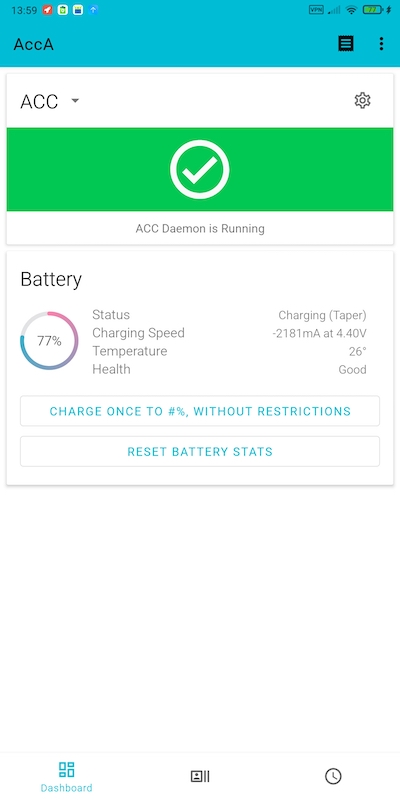 13:59
VPN
77
AccA
ACC
ACC Daemon is Running
Battery
77%
Status Charging (Taper)
Charging Speed -2181mA at 4.40V
Temperature 26°
Health Good
CHARGE ONCE TO #%, WITHOUT RESTRICTIONS
RESET BATTERY STATS
Dashboard